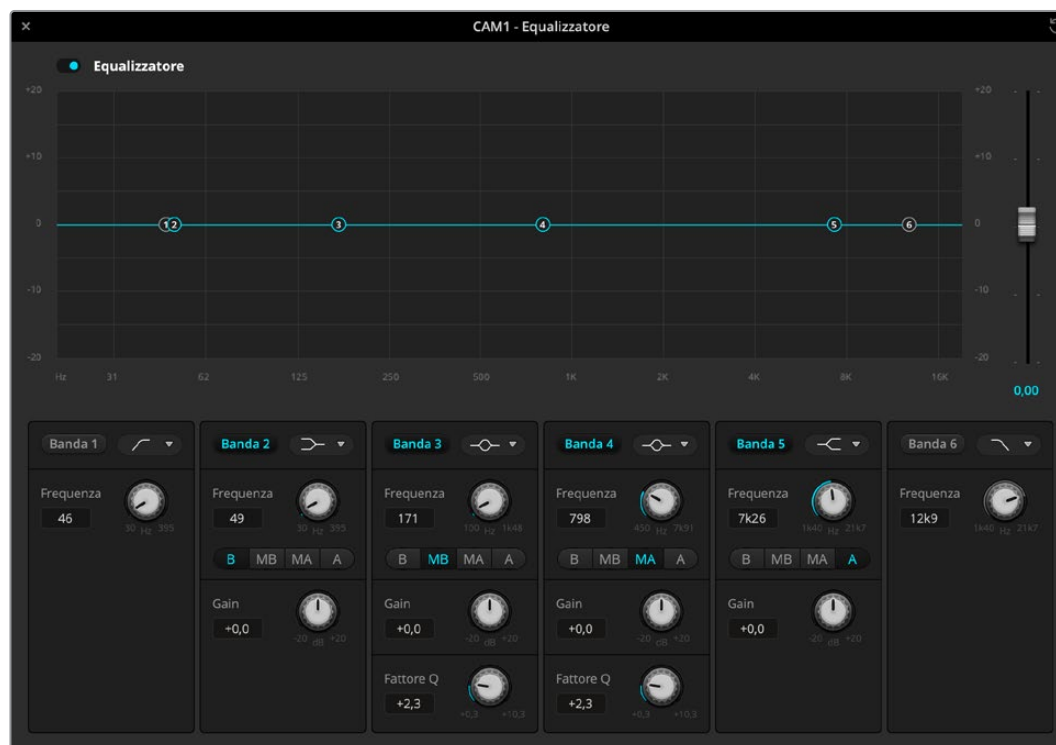 × CAM1 - Equalizzatore
Equalizzatore
+20 +20
+10 +10
0 1 2 3 4 5 6 0
-10 -10
-20 -20
Hz 31 62 125 250 500 1K 2K 4K 8K 16K
0,00
Banda 1 Banda 2 Banda 3 Banda 4 Banda 5 Banda 6
Frequenza Frequenza Frequenza Frequenza Frequenza Frequenza
46 49 171 798 7k26 12k9
30 Hz 395 30 Hz 395 100 Hz 1k48 450 Hz 7k91 1k40 Hz 21k7 1k40 Hz 21k7
B MB MA A B MB MA A B MB MA A B MB MA A
Gain Gain Gain Gain
+0,0 +0,0 +0,0 +0,0
-20 dB +20 -20 dB +20 -20 dB +20 -20 dB +20
Fattore Q Fattore Q
+2,3 +2,3
+0,3 +10,3 +0,3 +10,3